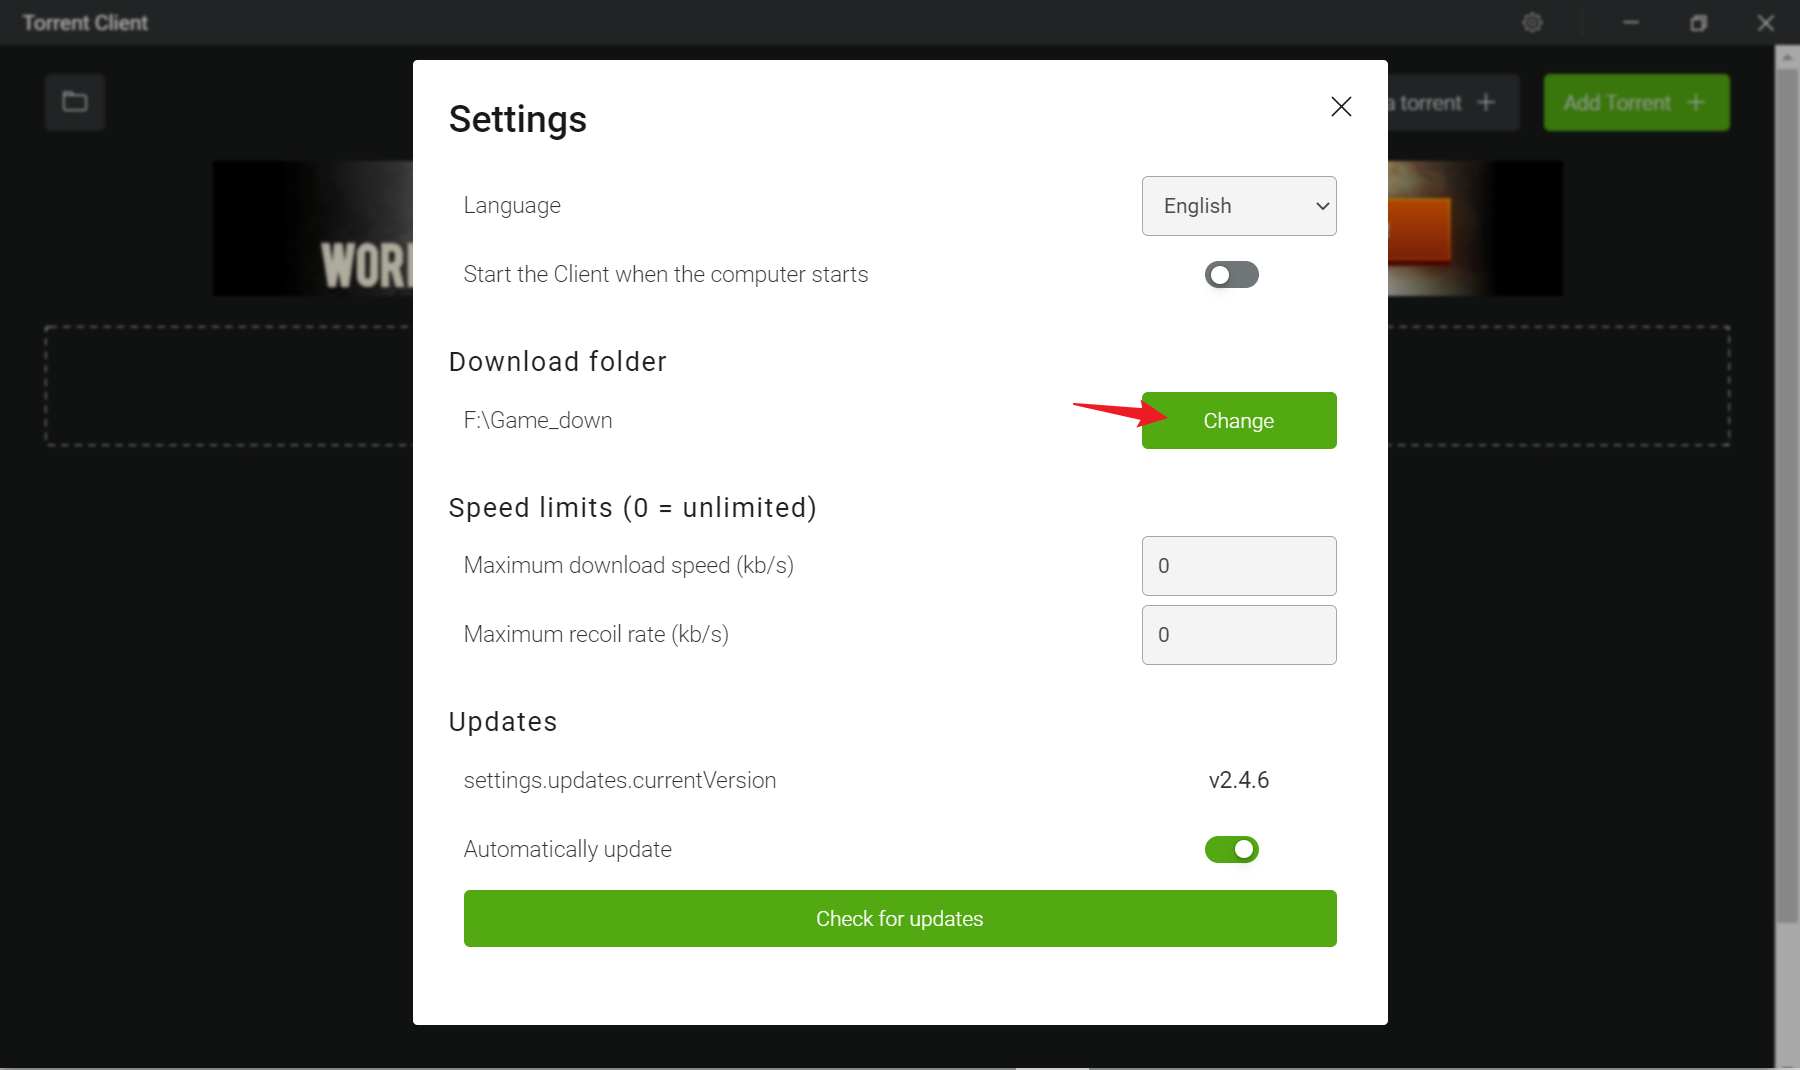 Torrent Client
a torrent +
Add Torrent +
WOR
Settings
Language
English
Start the Client when the computer starts
Download folder
F:\Game_down
Change
Speed limits (0 = unlimited)
Maximum download speed (kb/s)
0
Maximum recoil rate (kb/s)
0
Updates
settings.updates.currentVersion
v2.4.6
Automatically update
Check for updates